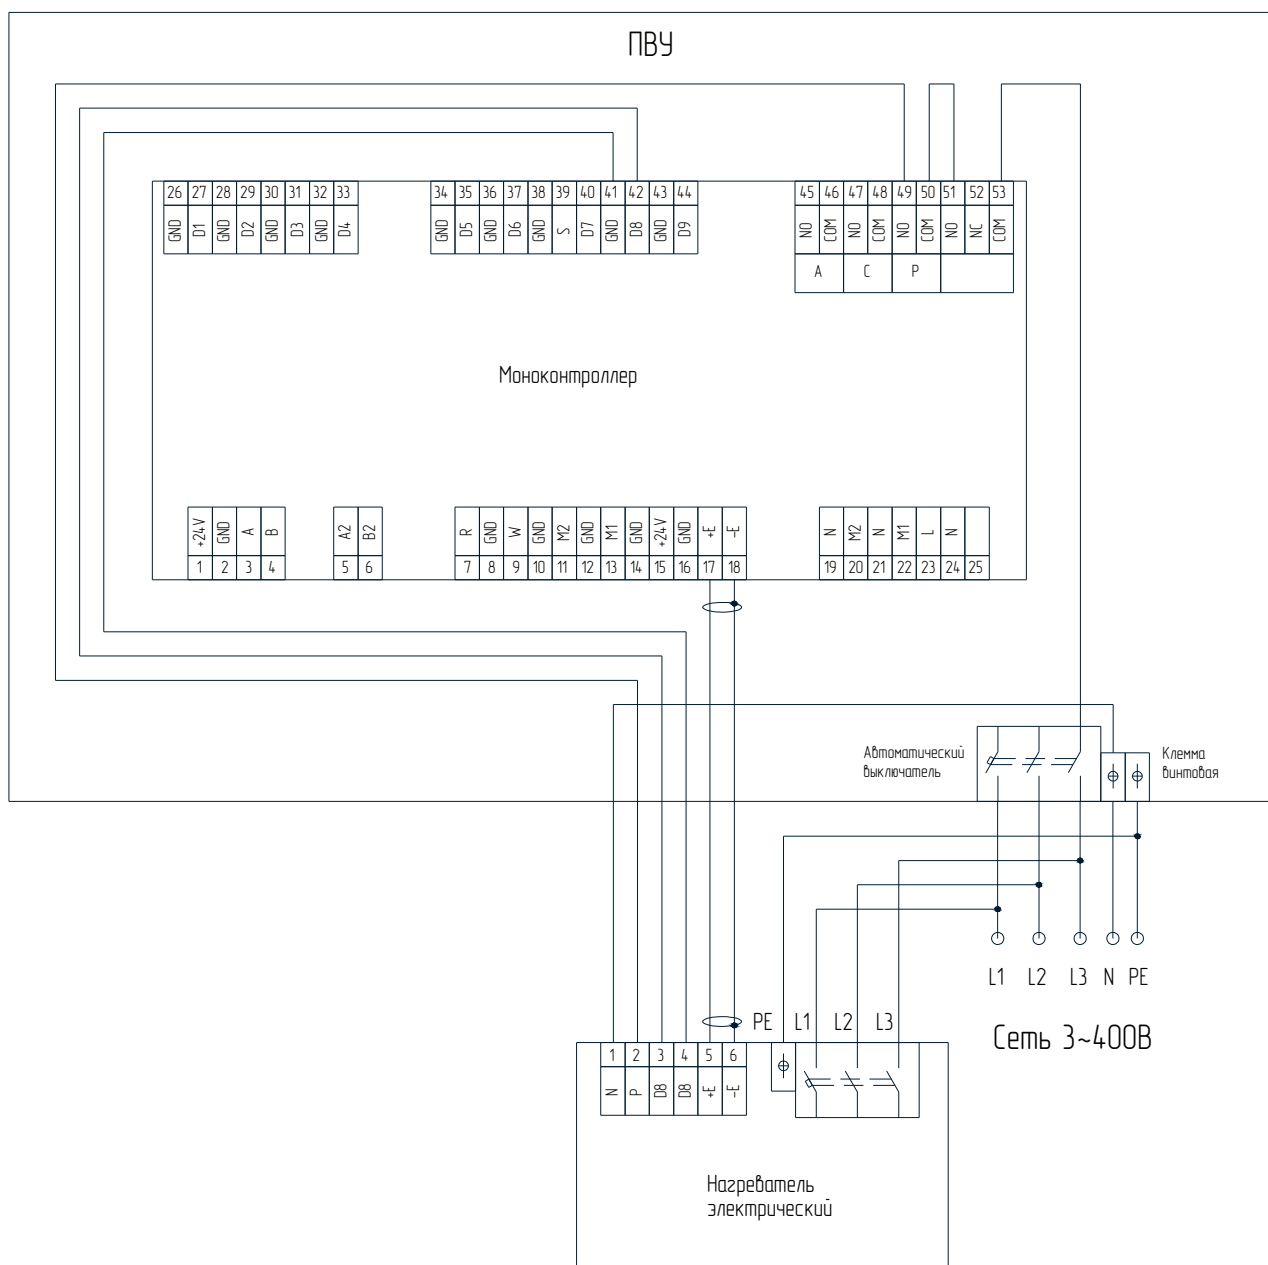 ПВУ
26 27 28 29 30 31 32 33
GND D1 GND D2 GND D3 GND D4
34 35 36 37 38 39 40 41 42 43 44
GND D5 GND D6 GND S D7 GND D8 GND D9
45 46 47 48 49 50 51 52 53
NO COM NO COM NO COM NO NC COM
A C P
Моноконтроллер
+24V GND A B
1 2 3 4
A2 B2
5 6
R GND W GND M2 GND M1 GND +24V GND +E -E
7 8 9 10 11 12 13 14 15 16 17 18
N M2 N M1 L N
19 20 21 22 23 24 25
Автоматический
выключатель
Клемма
винтовая
L1 L2 L3 N PE
Сеть 3~400В
PE L1 L2 L3
1 2 3 4 5 6
N P D8 D8 +E -E
Нагреватель
электрический